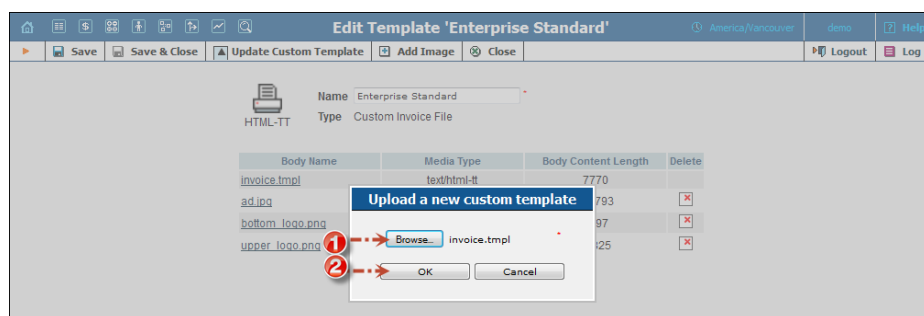 Edit Template 'Enterprise Standard'
America/Vancouver
demo
Help
Save
Save & Close
Update Custom Template
Add Image
Close
Logout
Log
HTML-TT
Name Enterprise Standard *
Type Custom Invoice File
Body Name Media Type Body Content Length Delete
invoice.tmpl text/html-tt 7770
ad.jpg 793
bottom_logo.png 97
upper_logo.png 325
Upload a new custom template
1 Browse... invoice.tmpl *
2 OK Cancel